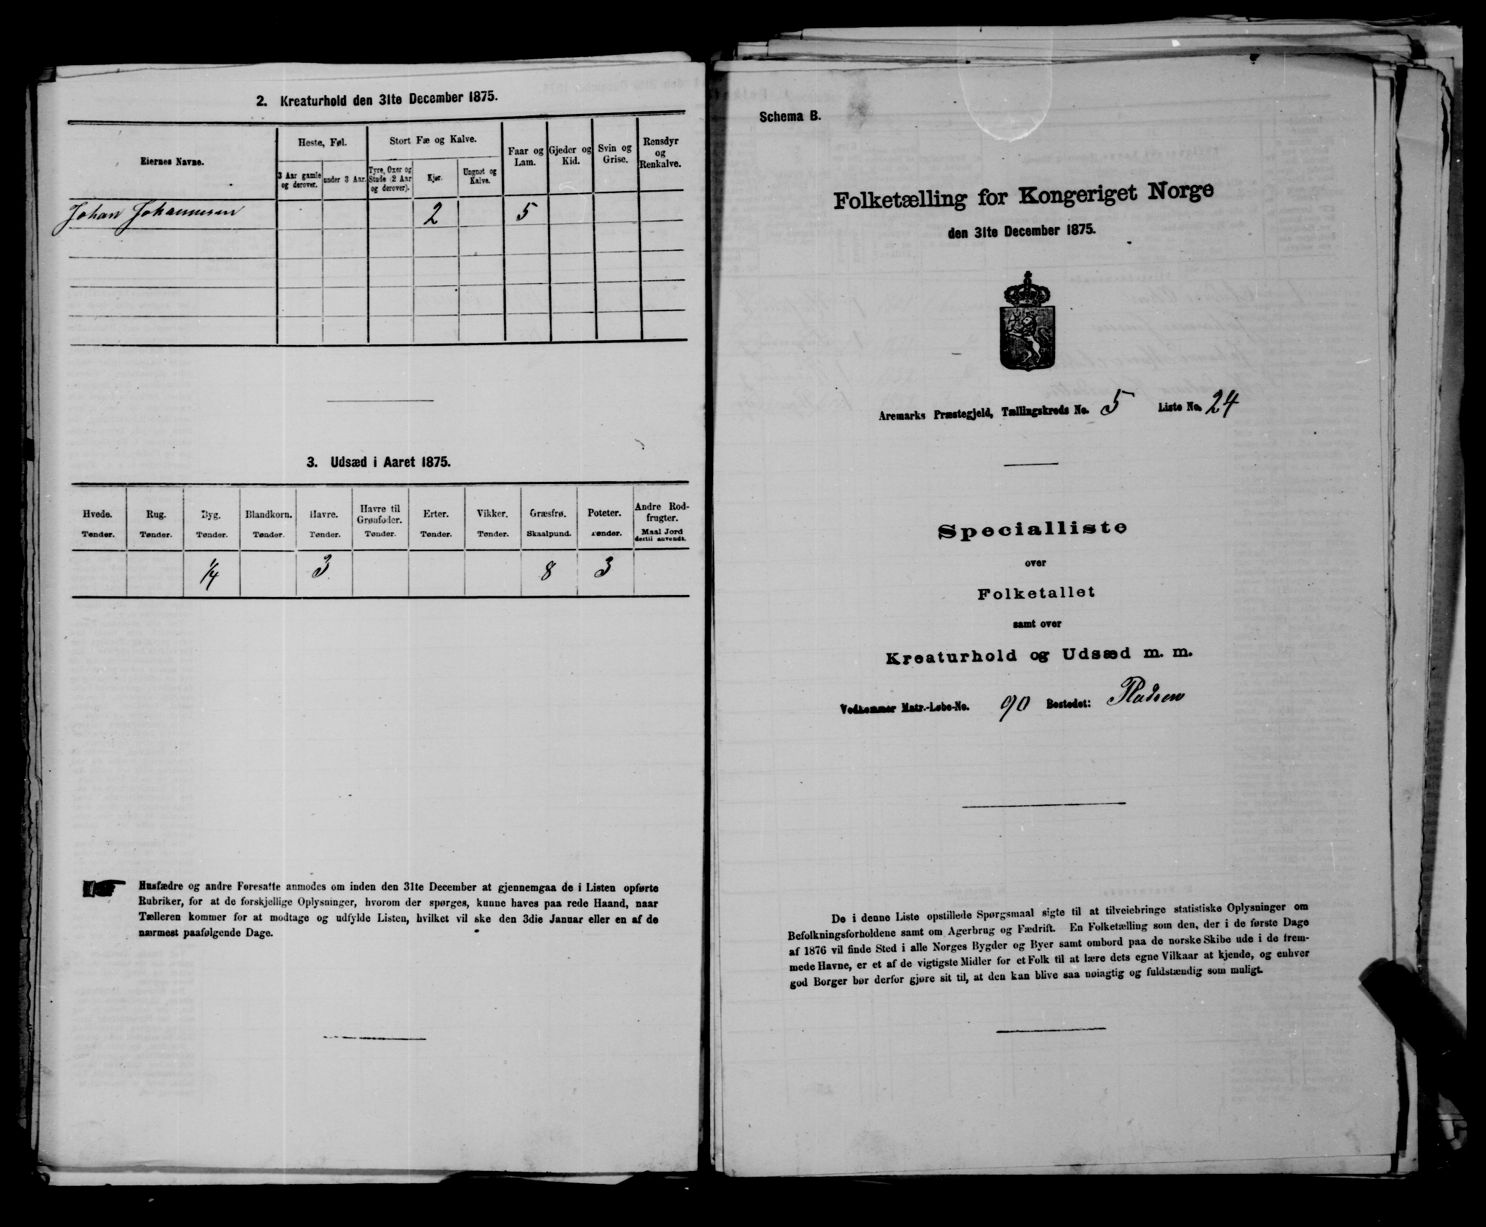 2. Kreaturhold den 31te December 1875.
Eiernes Navne.
Heste, Føl.
Stort Fæ og Kalve.
Faar og Lam.
Gjeder og Kid.
Svin og Grise.
Rensdyr og Renkalve.
3 Aar gamle og derover.
under 3 Aar.
Tyre, Oxer og Stude (2 Aar og derover).
Kjør.
Ungnøt og Kalve.
Johan Johannesen 2 5
3. Udsæd i Aaret 1875.
Hvede. Rug. Byg. Blandkorn. Havre. Havre til Grønfoder. Erter. Vikker. Græsfrø. Poteter. Andre Rodfrugter.
Tønder. Tønder. Tønder. Tønder. Tønder. Tønder. Tønder. Tønder. Skaalpund. Tønder. Maal Jord dertil anvendt.
1/4 3 8 3
Husfædre og andre Foresatte anmodes om inden den 31te December at gjennemgaa de i Listen opførte
Rubriker, for at de forskjellige Oplysninger, hvorom der spørges, kunne haves paa rede Haand, naar
Tælleren kommer for at modtage og udfylde Listen, hvilket vil ske den 3die Januar eller en af de
nærmest paafølgende Dage.
Schema B.
Folketælling for Kongeriget Norge
den 31te December 1875.
Aremarks Præstegjeld, Tællingskreds No. 5 Liste No. 24
Specialliste
over
Folketallet
samt over
Kreaturhold og Udsæd m. m.
Vedkommer Matr.-Løbe-No. 90 Bostedet: Pladsen
De i denne Liste opstillede Spørgsmaal sigte til at tilveiebringe statistiske Oplysninger om
Befolkningsforholdene samt om Agerbrug og Fædrift. En Folketælling som den, der i de første Dage
af 1876 vil finde Sted i alle Norges Bygder og Byer samt ombord paa de norske Skibe ude i de frem-
mede Havne, er et af de vigtigste Midler for et Folk til at lære dets egne Vilkaar at kjende, og enhver
god Borger bør derfor gjøre sit til, at den kan blive saa nøiagtig og fuldstændig som muligt.